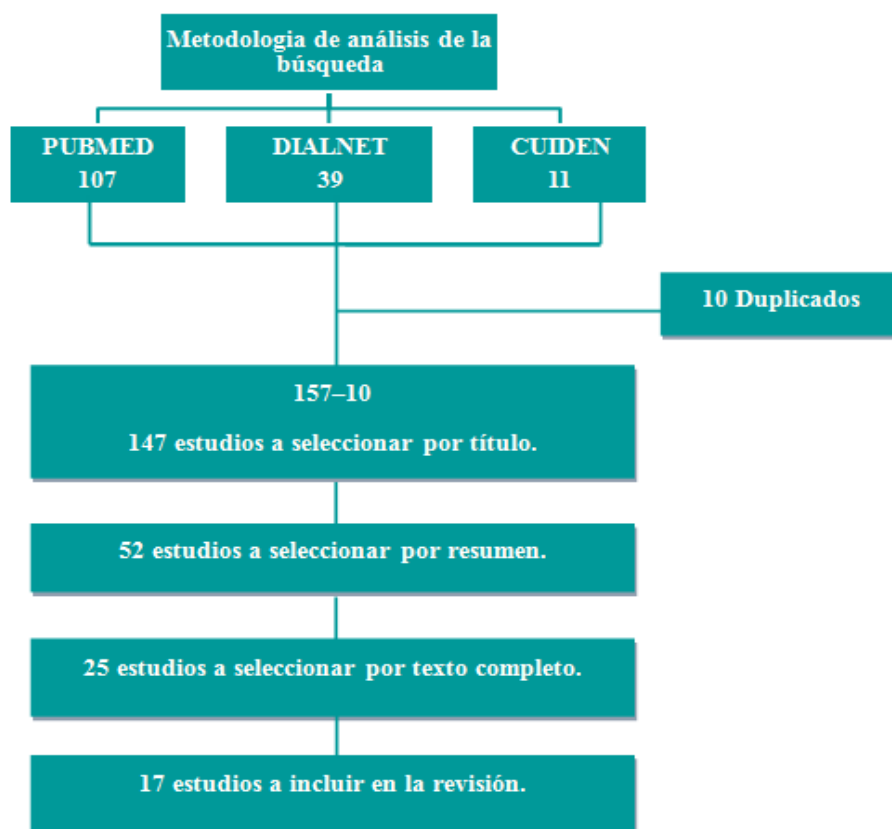 Metodologia de análisis de la
búsqueda
PUBMED
107
DIALNET
39
CUIDEN
11
10 Duplicados
157–10
147 estudios a seleccionar por título.
52 estudios a seleccionar por resumen.
25 estudios a seleccionar por texto completo.
17 estudios a incluir en la revisión.